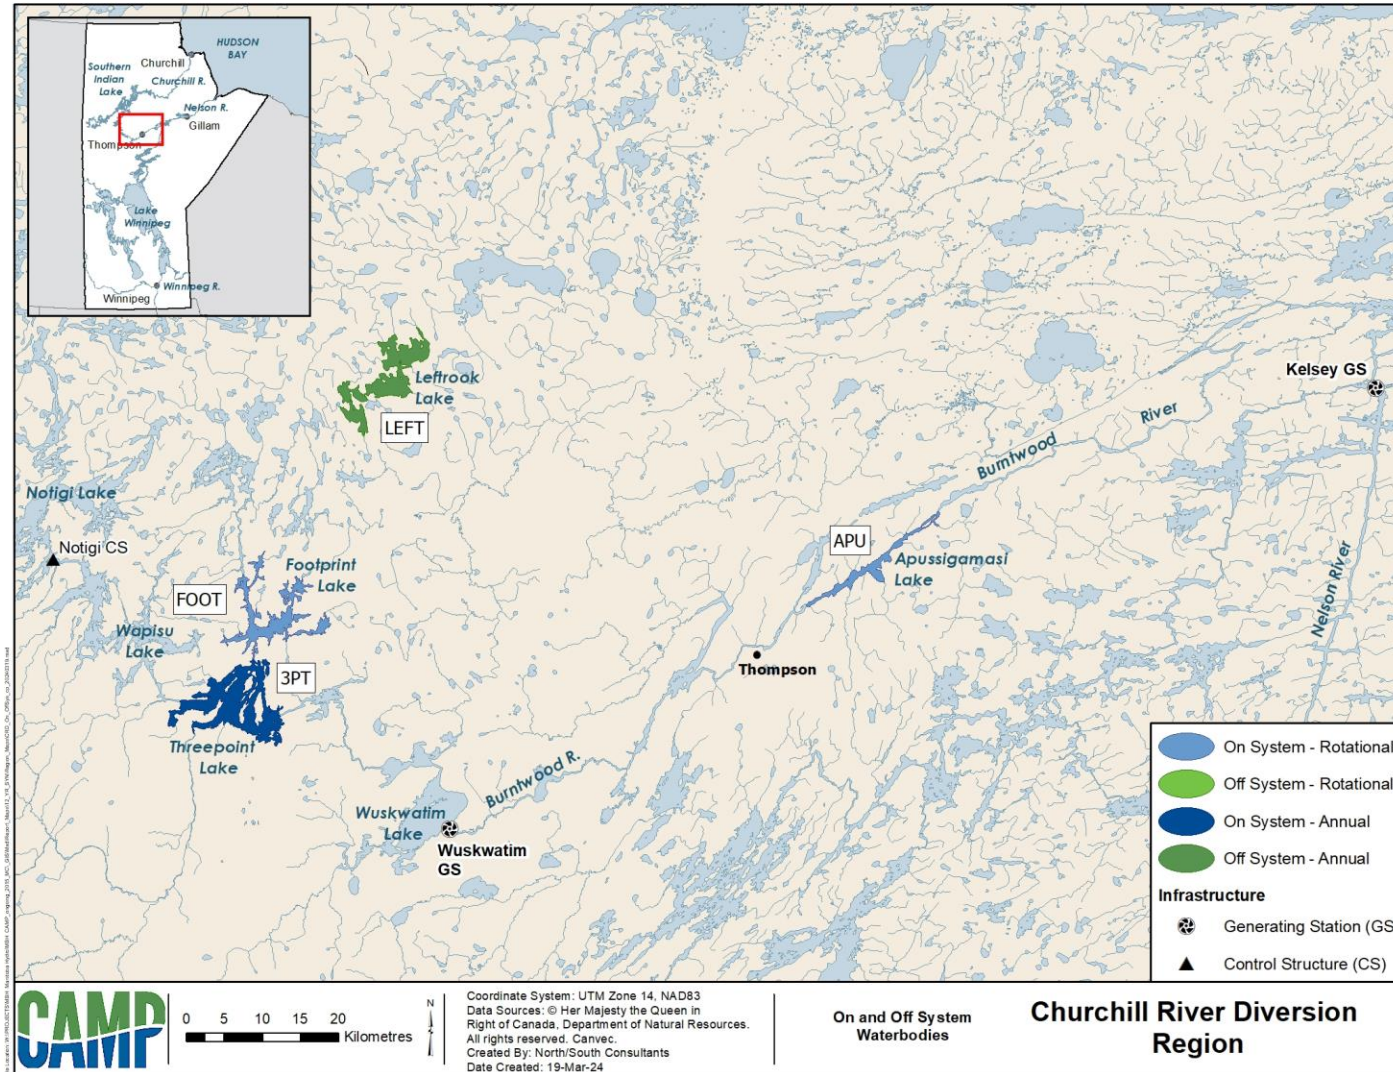 HUDSON
BAY
Churchill
Southern
Indian
Lake
Churchill R.
Nelson R.
Gillam
Thompson
Lake
Winnipeg
Winnipeg R.
Winnipeg
Leftrook
Lake
LEFT
Kelsey GS
Burntwood
River
Notigi Lake
Notigi CS
Footprint
Lake
FOOT
APU
Apussigamasi
Lake
Nelson River
Wapisu
Lake
3PT
Thompson
Threepoint
Lake
Burntwood R.
Wuskwatim
Lake
Wuskwatim
GS
On System - Rotational
Off System - Rotational
On System - Annual
Off System - Annual
Infrastructure
Generating Station (GS
Control Structure (CS)
CAMP
0 5 10 15 20
Kilometres
N
Coordinate System: UTM Zone 14, NAD83
Data Sources: © Her Majesty the Queen in
Right of Canada, Department of Natural Resources.
All rights reserved. Canvec.
Created By: North/South Consultants
Date Created: 19-Mar-24
On and Off System
Waterbodies
Churchill River Diversion
Region